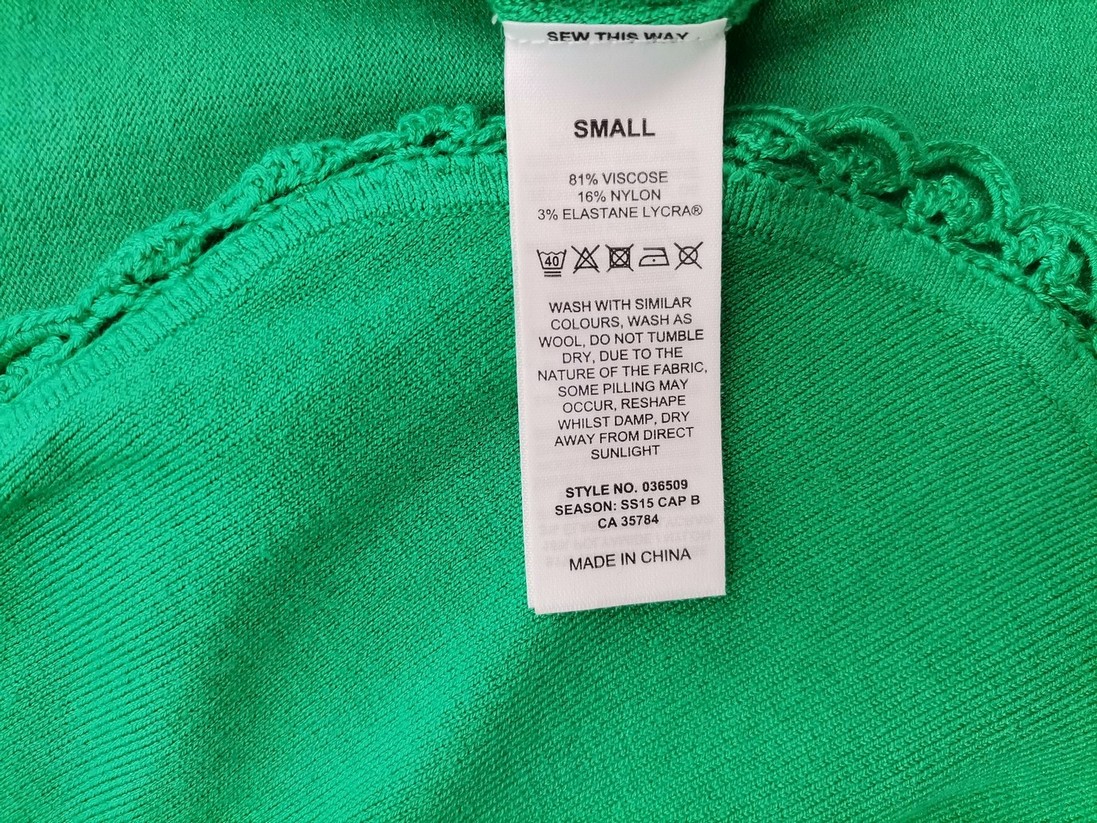 SEW THIS WAY
SMALL
81% VISCOSE
16% NYLON
3% ELASTANE LYCRA®
40
WASH WITH SIMILAR
COLOURS, WASH AS
WOOL, DO NOT TUMBLE
DRY, DUE TO THE
NATURE OF THE FABRIC,
SOME PILLING MAY
OCCUR, RESHAPE
WHILST DAMP, DRY
AWAY FROM DIRECT
SUNLIGHT
STYLE NO. 036509
SEASON: SS15 CAP B
CA 35784
MADE IN CHINA